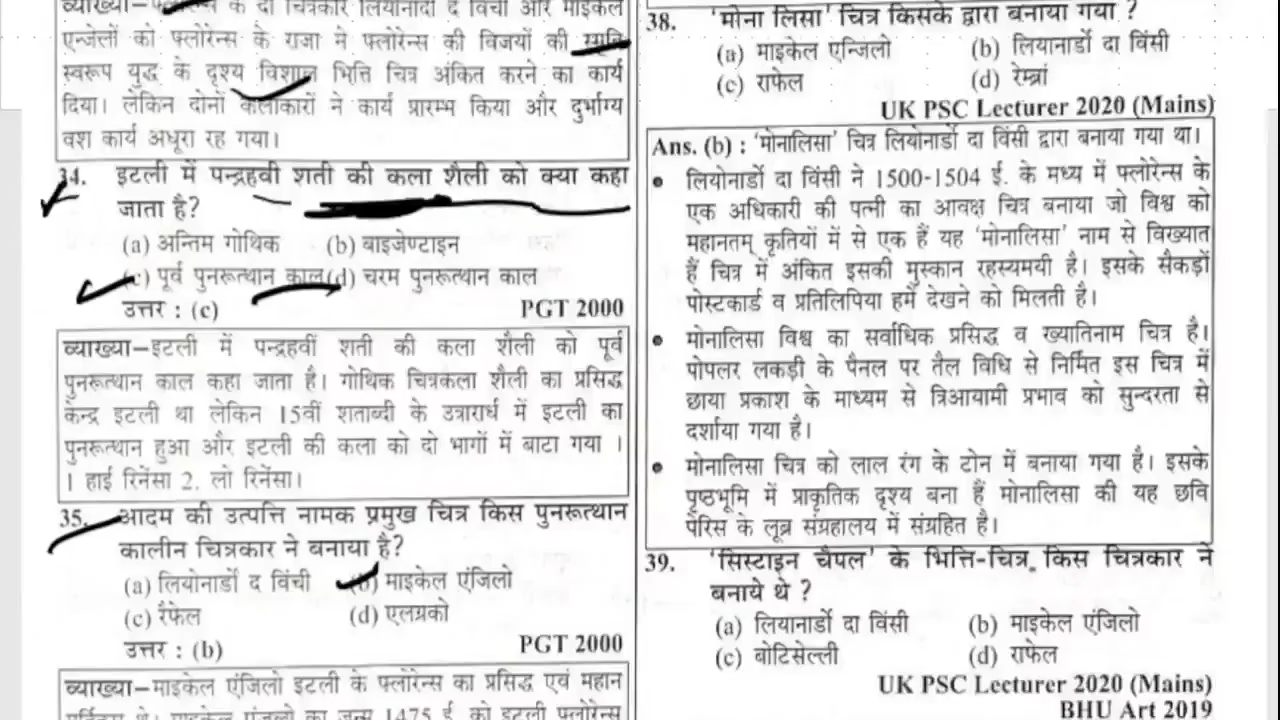 व्याख्या— के दो चित्रकार लियोनार्दो द विंची और माइकेल
एन्जेलो को फ्लोरेन्स के राजा ने फ्लोरेन्स की विजयों की स्मृति
स्वरूप युद्ध के दृश्य विशाल भित्ति चित्र अंकित करने का कार्य
दिया। लेकिन दोनों कलाकारों ने कार्य प्रारम्भ किया और दुर्भाग्य
वश कार्य अधूरा रह गया।
34. इटली में पन्द्रहवी शती की कला शैली को क्या कहा
जाता है?
(a) अन्तिम गोथिक (b) बाइजेण्टाइन
(c) पूर्व पुनरूत्थान काल (d) चरम पुनरूत्थान काल
उत्तर : (c) PGT 2000
व्याख्या—इटली में पन्द्रहवीं शती की कला शैली को पूर्व
पुनरूत्थान काल कहा जाता है। गोथिक चित्रकला शैली का प्रसिद्ध
केन्द्र इटली था लेकिन 15वीं शताब्दी के उत्रारार्ध में इटली का
पुनरूत्थान हुआ और इटली की कला को दो भागों में बाटा गया ।
1 हाई रिनेंसा 2. लो रिनेंसा।
35. आदम की उत्पत्ति नामक प्रमुख चित्र किस पुनरूत्थान
कालीन चित्रकार ने बनाया है?
(a) लियोनार्डो द विंची (b) माइकेल एंजिलो
(c) रैफेल (d) एलग्रको
उत्तर : (b) PGT 2000
व्याख्या—माइकेल एंजिलो इटली के फ्लोरेन्स का प्रसिद्ध एवं महान
का जन्म 1475 ई. को इटली फ्लोरेन्स
38. 'मोना लिसा' चित्र किसके द्वारा बनाया गया ?
(a) माइकेल एन्जिलो (b) लियानार्डो दा विंसी
(c) राफेल (d) रेम्ब्रां
UK PSC Lecturer 2020 (Mains)
Ans. (b) : 'मोनालिसा' चित्र लियोनार्डो दा विंसी द्वारा बनाया गया था।
• लियोनार्डो दा विंसी ने 1500-1504 ई. के मध्य में फ्लोरेन्स के
एक अधिकारी की पत्नी का आवक्ष चित्र बनाया जो विश्व को
महानतम् कृतियों में से एक हैं यह 'मोनालिसा' नाम से विख्यात
हैं चित्र में अंकित इसकी मुस्कान रहस्यमयी है। इसके सैकड़ों
पोस्टकार्ड व प्रतिलिपिया हमें देखने को मिलती है।
• मोनालिसा विश्व का सर्वाधिक प्रसिद्ध व ख्यातिनाम चित्र है।
पोपलर लकड़ी के पैनल पर तैल विधि से निर्मित इस चित्र में
छाया प्रकाश के माध्यम से त्रिआयामी प्रभाव को सुन्दरता से
दर्शाया गया है।
• मोनालिसा चित्र को लाल रंग के टोन में बनाया गया है। इसके
पृष्ठभूमि में प्राकृतिक दृश्य बना हैं मोनालिसा की यह छवि
पेरिस के लूब्र संग्रहालय में संग्रहित है।
39. 'सिस्टाइन चैपल' के भित्ति-चित्र किस चित्रकार ने
बनाये थे ?
(a) लियानार्डो दा विंसी (b) माइकेल एंजिलो
(c) बोटिसेल्ली (d) राफेल
UK PSC Lecturer 2020 (Mains)
BHU Art 2019